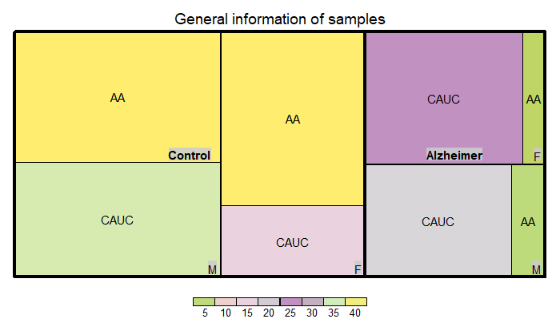 General information of samples
AA
AA
CAUC
AA
Control
Alzheimer
F
CAUC
CAUC
AA
CAUC
M
F
M
5 10 15 20 25 30 35 40